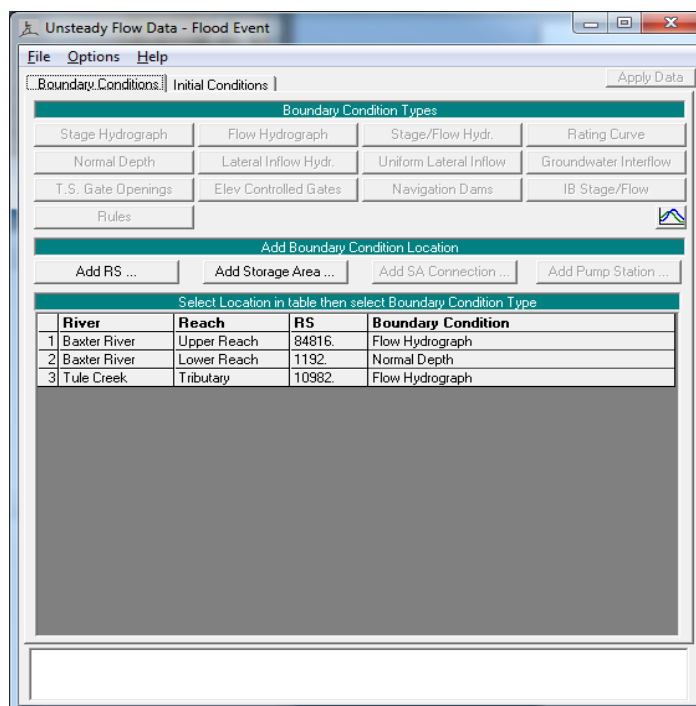 Unsteady Flow Data - Flood Event
File Options Help
Boundary Conditions Initial Conditions Apply Data
Boundary Condition Types
Stage Hydrograph Flow Hydrograph Stage/Flow Hydr. Rating Curve
Normal Depth Lateral Inflow Hydr. Uniform Lateral Inflow Groundwater Interflow
T.S. Gate Openings Elev Controlled Gates Navigation Dams IB Stage/Flow
Rules
Add Boundary Condition Location
Add RS ... Add Storage Area ... Add SA Connection ... Add Pump Station ...
Select Location in table then select Boundary Condition Type
River Reach RS Boundary Condition
1 Baxter River Upper Reach 84816. Flow Hydrograph
2 Baxter River Lower Reach 1192. Normal Depth
3 Tule Creek Tributary 10982. Flow Hydrograph